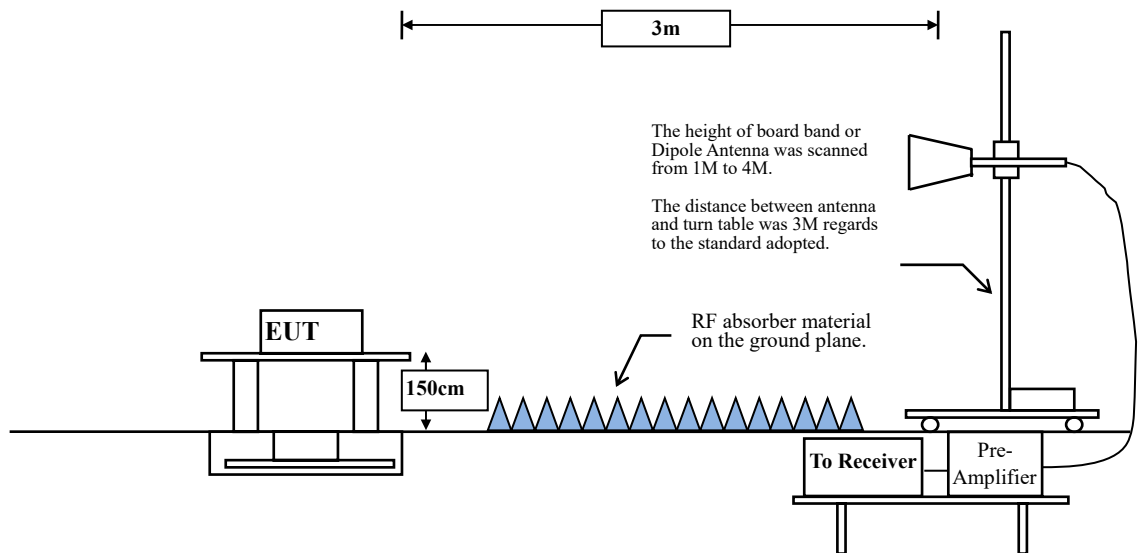 3m
The height of board band or
Dipole Antenna was scanned
from 1M to 4M.
The distance between antenna
and turn table was 3M regards
to the standard adopted.
EUT
RF absorber material
on the ground plane.
150cm
To Receiver
Pre-
Amplifier